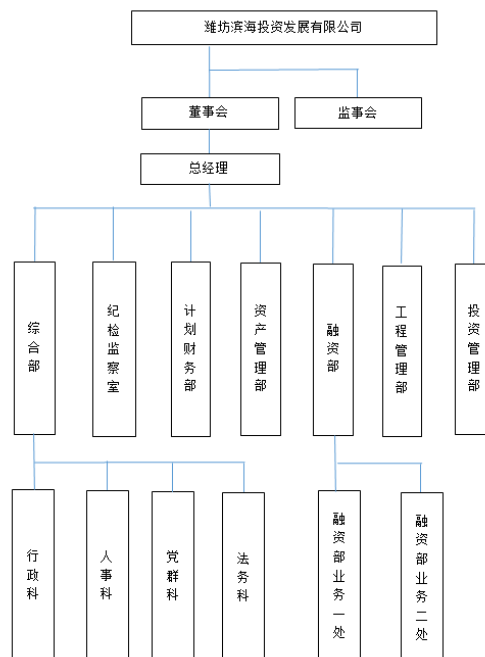 潍坊滨海投资发展有限公司
董事会
监事会
总经理
综合部
纪检监察室
计划财务部
资产管理部
融资部
工程管理部
投资管理部
行政科
人事科
党群科
法务科
融资部业务一处
融资部业务二处